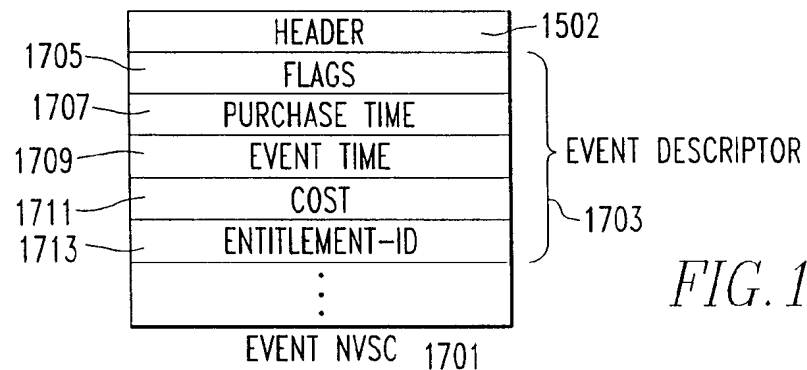 HEADER 1502
1705 FLAGS
1707 PURCHASE TIME
1709 EVENT TIME EVENT DESCRIPTOR
1711 COST 1703
1713 ENTITLEMENT-ID
FIG. 1
EVENT NVSC 1701